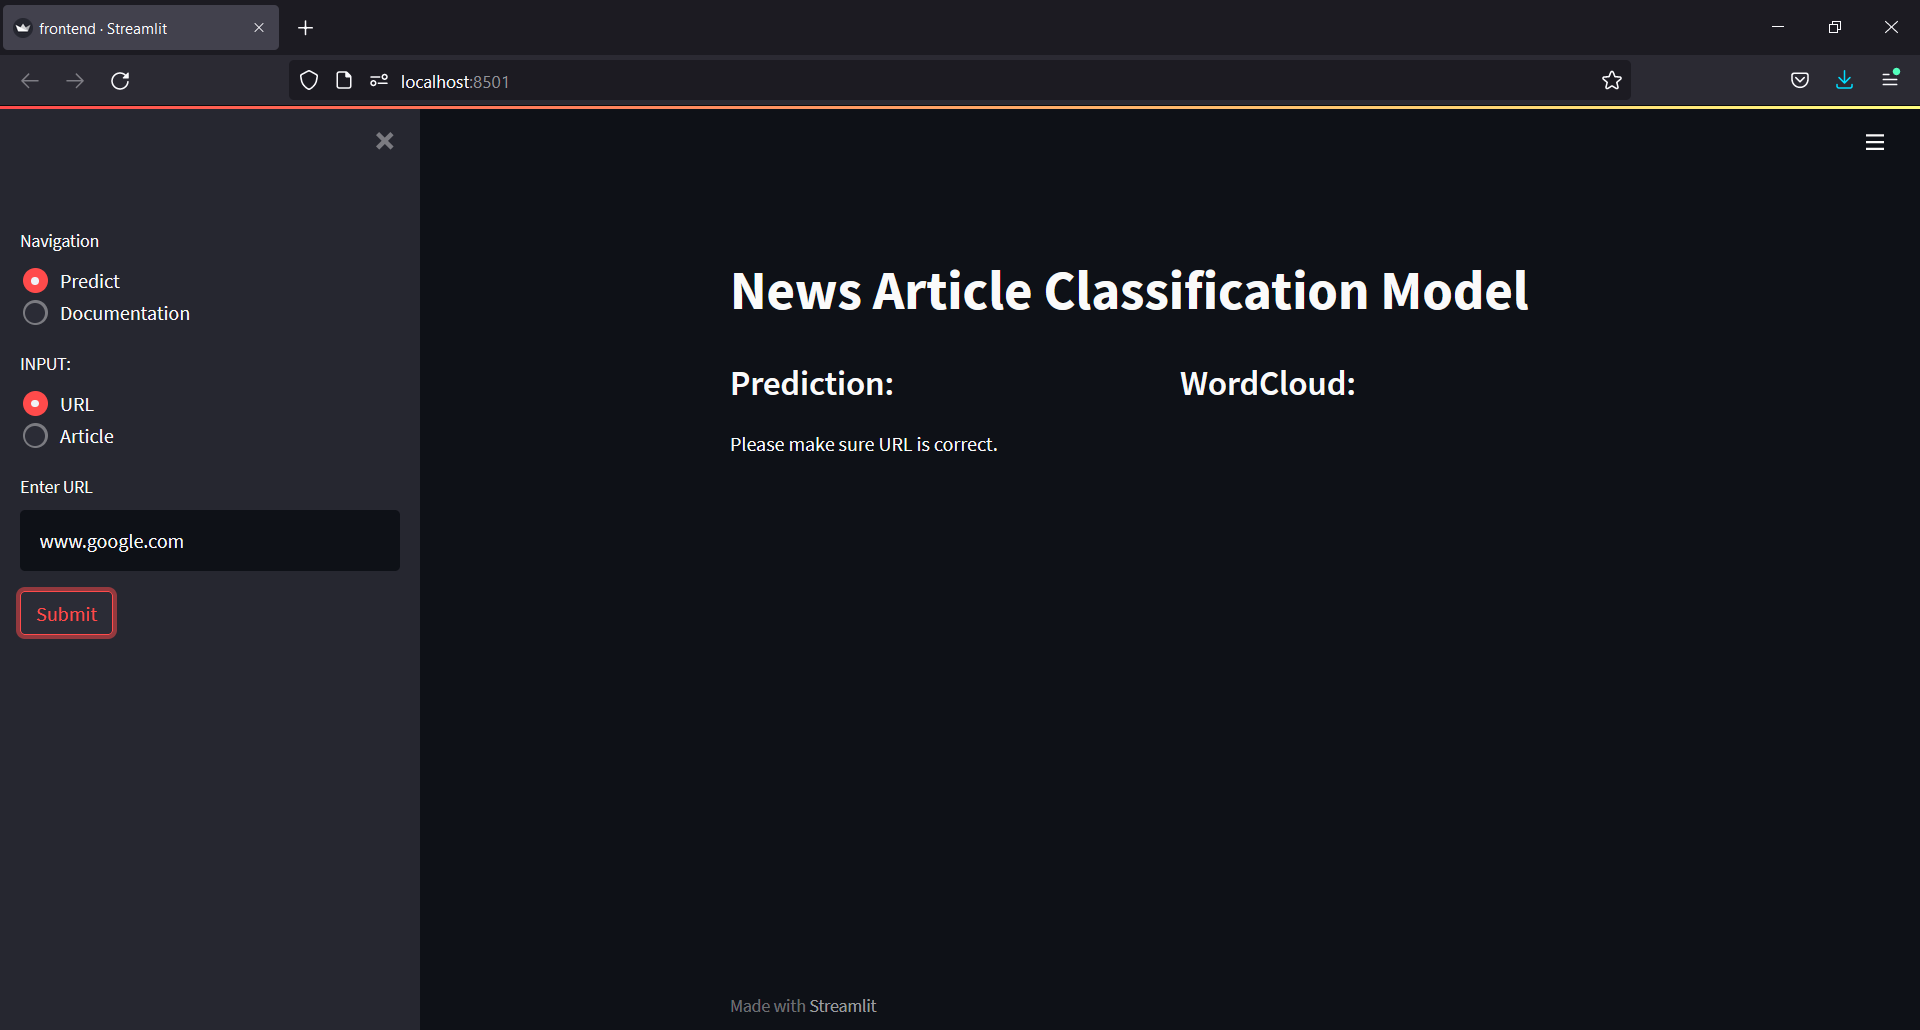 frontend · Streamlit
localhost:8501
Navigation
Predict
Documentation
INPUT:
URL
Article
Enter URL
www.google.com
Submit
News Article Classification Model
Prediction:
WordCloud:
Please make sure URL is correct.
Made with Streamlit